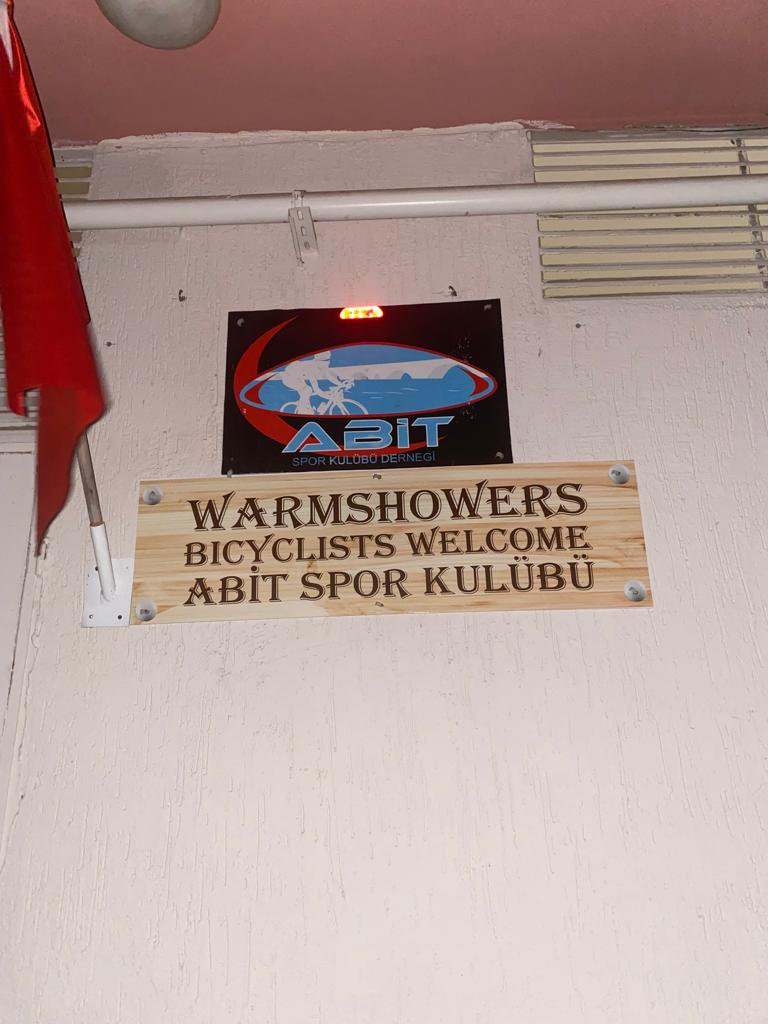 ABİT
SPOR KULÜBÜ DERNEGİ
WARMSHOWERS
BICYCLISTS WELCOME
ABİT SPOR KULÜBÜ